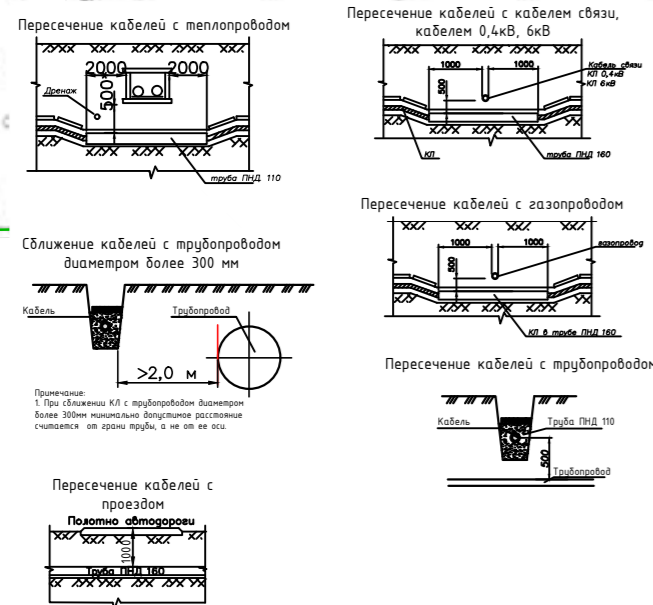 Пересечение кабелей с теплопроводом
2000
2000
500
Дренаж
труба ПНД 110
Пересечение кабелей с кабелем связи,
кабелем 0,4кВ, 6кВ
1000
1000
500
Кабель связи
КЛ 0,4кВ
КЛ 6кВ
КЛ
труба ПНД 160
Сближение кабелей с трубопроводом
диаметром более 300 мм
Кабель
Трубопровод
>2,0 м
Примечание:
1. При сближении КЛ с трубопроводом диаметром
более 300мм минимально допустимое расстояние
считается от грани трубы, а не от ее оси.
Пересечение кабелей с газопроводом
1000
1000
500
газопровод
КЛ в трубе ПНД 160
Пересечение кабелей с трубопроводом
Кабель
Труба ПНД 110
500
Трубопровод
Пересечение кабелей с
проездом
Полотно автодороги
1000
Труба ПНД 160